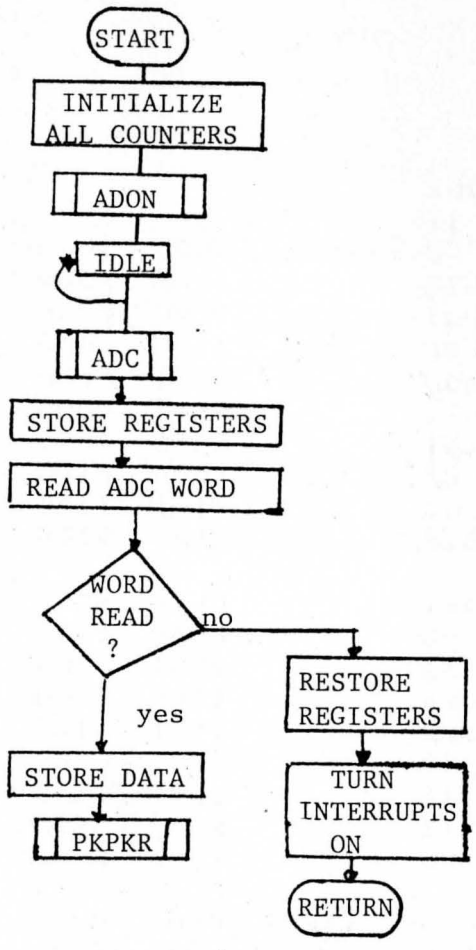 START
INITIALIZE
ALL COUNTERS
ADON
IDLE
ADC
STORE REGISTERS
READ ADC WORD
WORD
READ
?
no
yes
STORE DATA
PKPKR
RESTORE
REGISTERS
TURN
INTERRUPTS
ON
RETURN